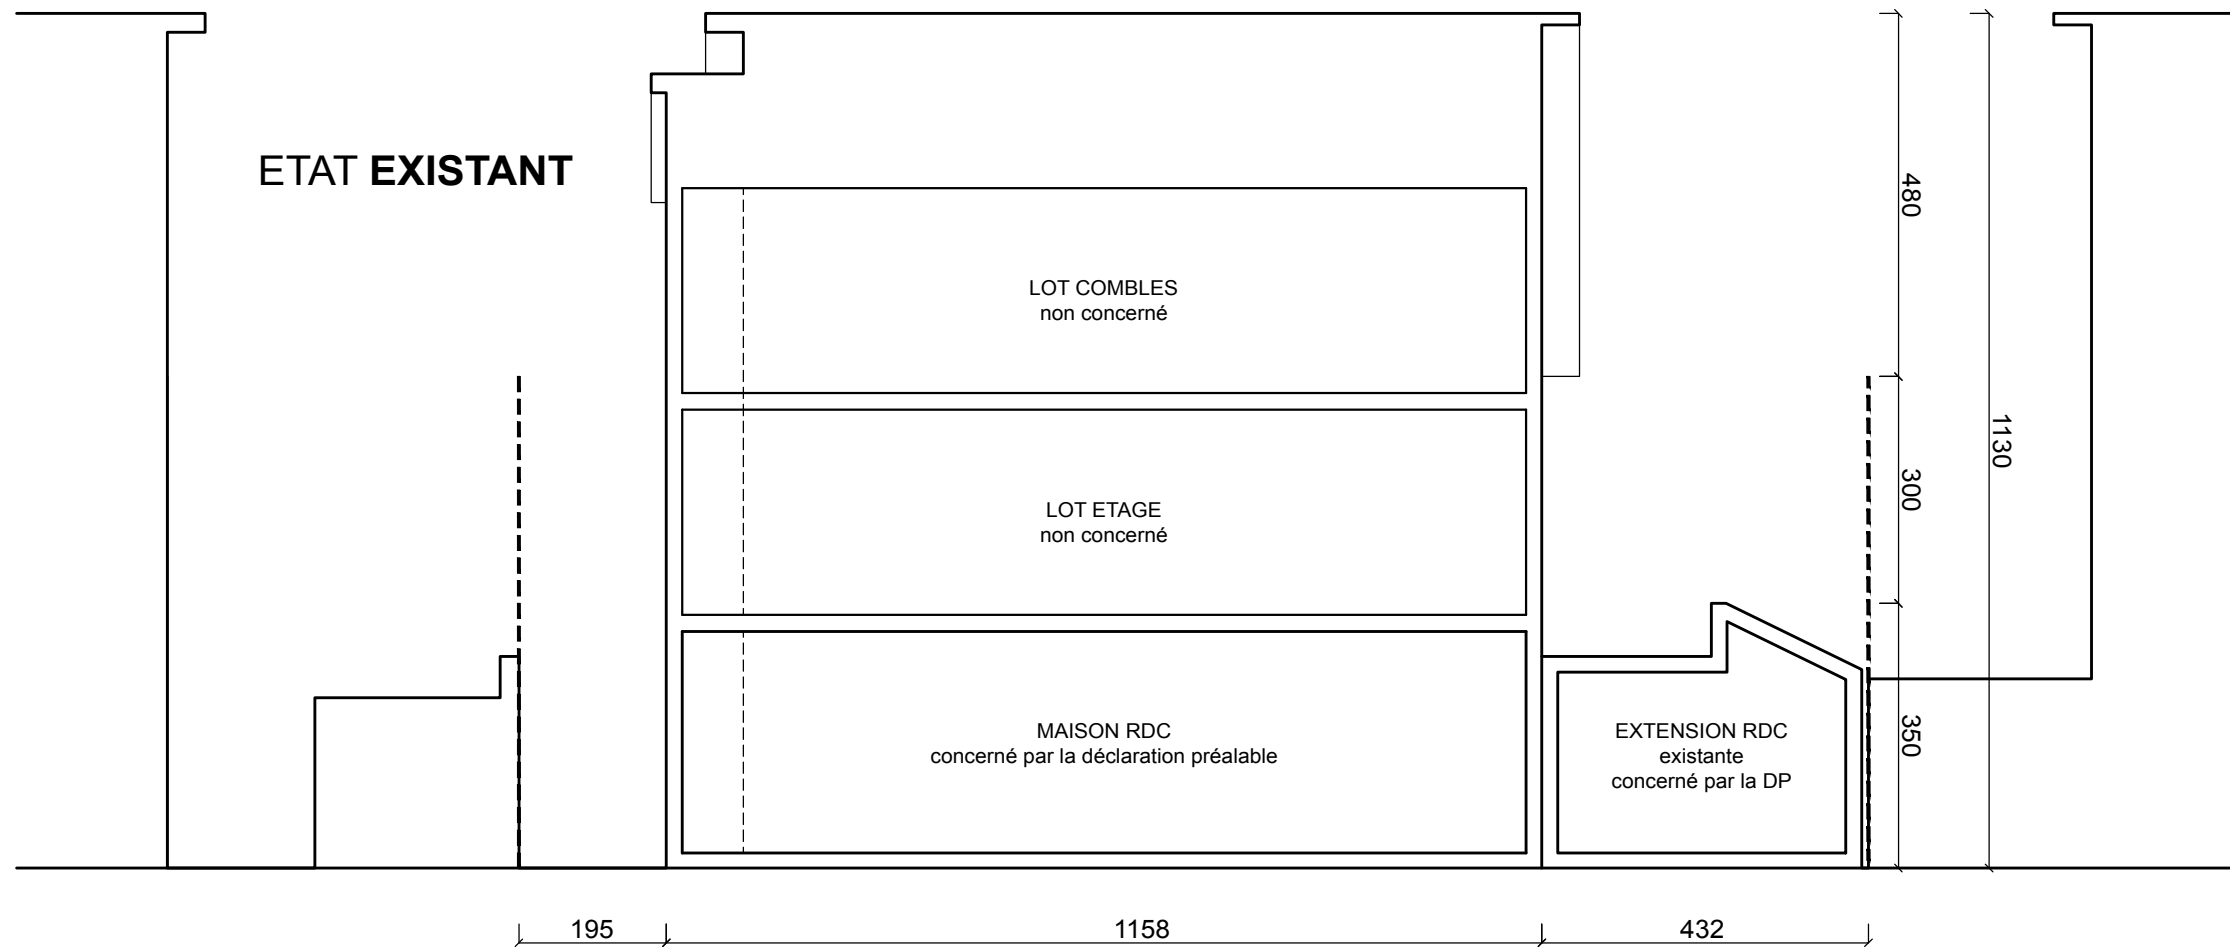 ETAT EXISTANT
480
LOT COMBLES
non concerné
1130
300
LOT ETAGE
non concerné
350
MAISON RDC
concerné par la déclaration préalable
EXTENSION RDC
existante
concerné par la DP
195
1158
432